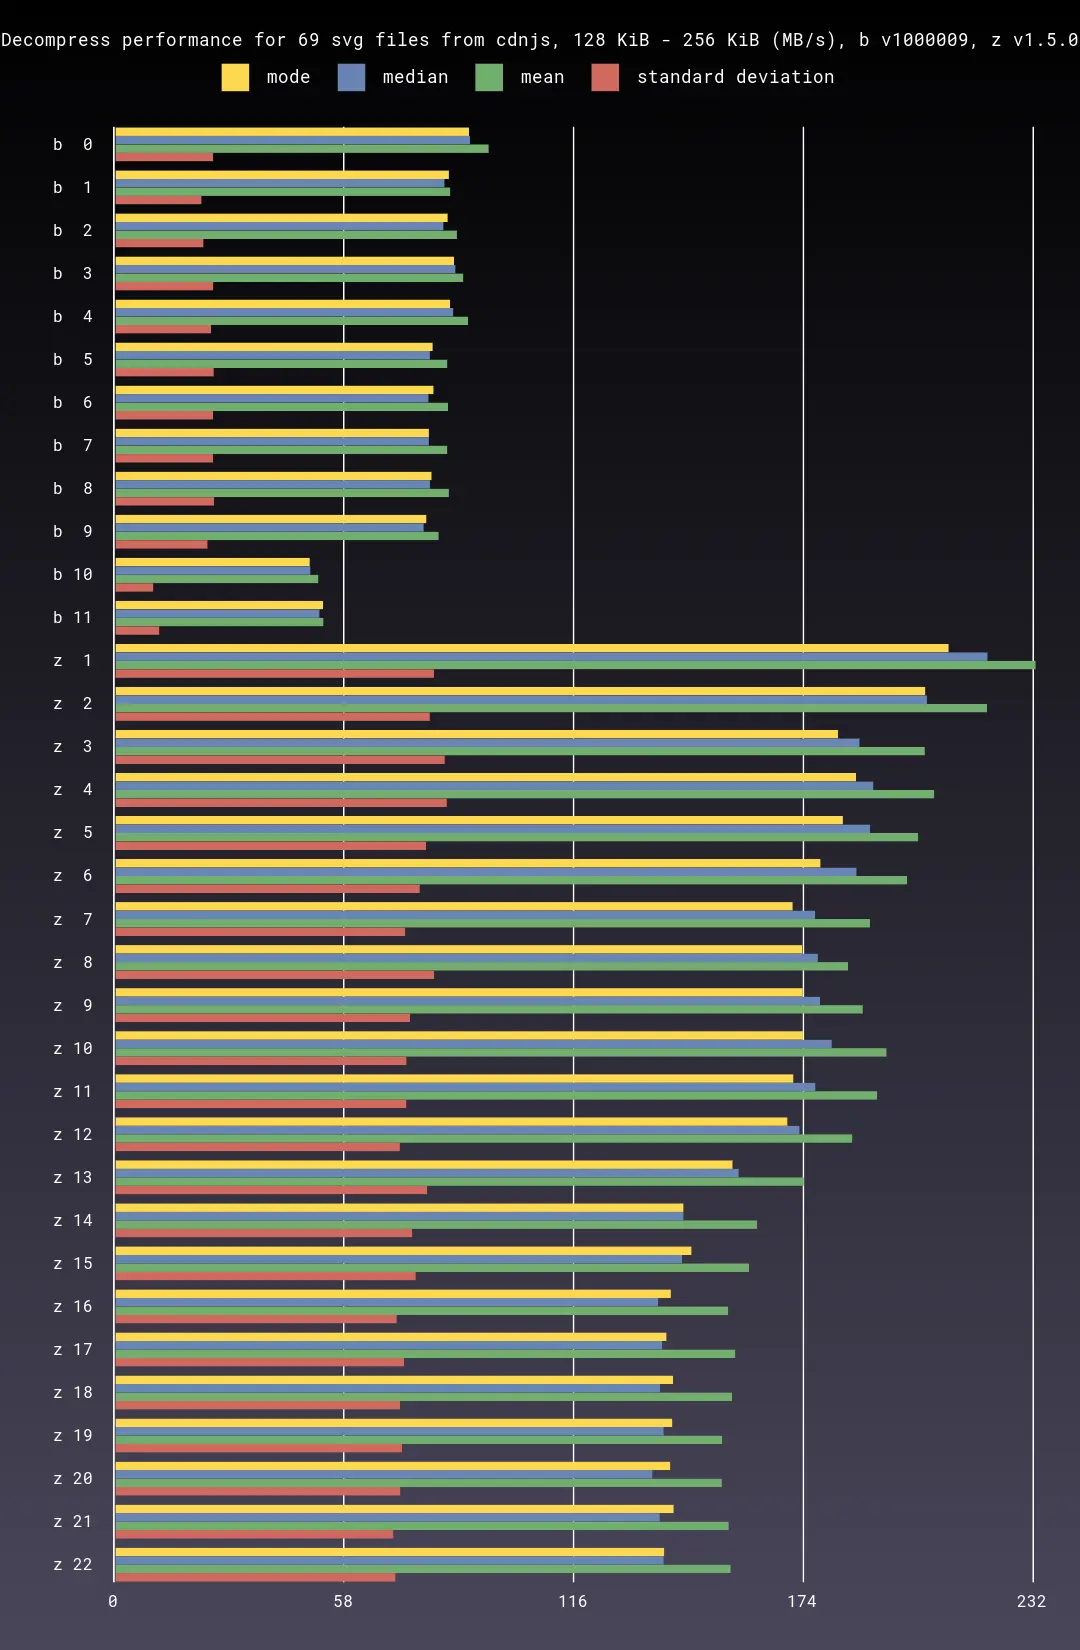 Decompress performance for 69 svg files from cdnjs, 128 KiB - 256 KiB (MB/s), b v1000009, z v1.5.0
mode median mean standard deviation
b 0
b 1
b 2
b 3
b 4
b 5
b 6
b 7
b 8
b 9
b 10
b 11
z 1
z 2
z 3
z 4
z 5
z 6
z 7
z 8
z 9
z 10
z 11
z 12
z 13
z 14
z 15
z 16
z 17
z 18
z 19
z 20
z 21
z 22
0 58 116 174 232